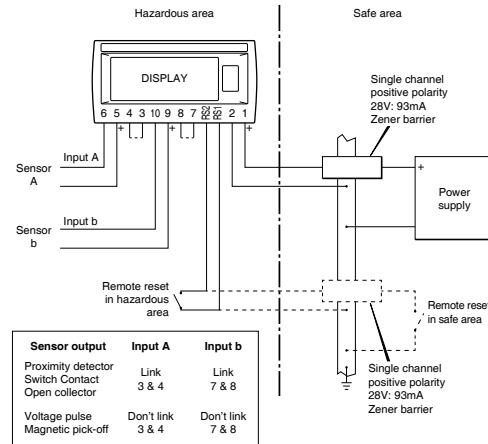 Hazardous area
Safe area
DISPLAY
6 5 4 3 10 9 8 7 RS2 RS1 2 1
+ + +
Single channel
positive polarity
28V: 93mA
Zener barrier
Input A
Sensor
A
+
Power
supply
Input b
Sensor
b
Remote reset
in hazardous
area
Remote reset
in safe area
Single channel
positive polarity
28V: 93mA
Zener barrier
Sensor output Input A Input b
Proximity detector
Switch Contact
Open collector
Link
3 & 4
Link
7 & 8
Voltage pulse
Magnetic pick-off
Don't link
3 & 4
Don't link
7 & 8